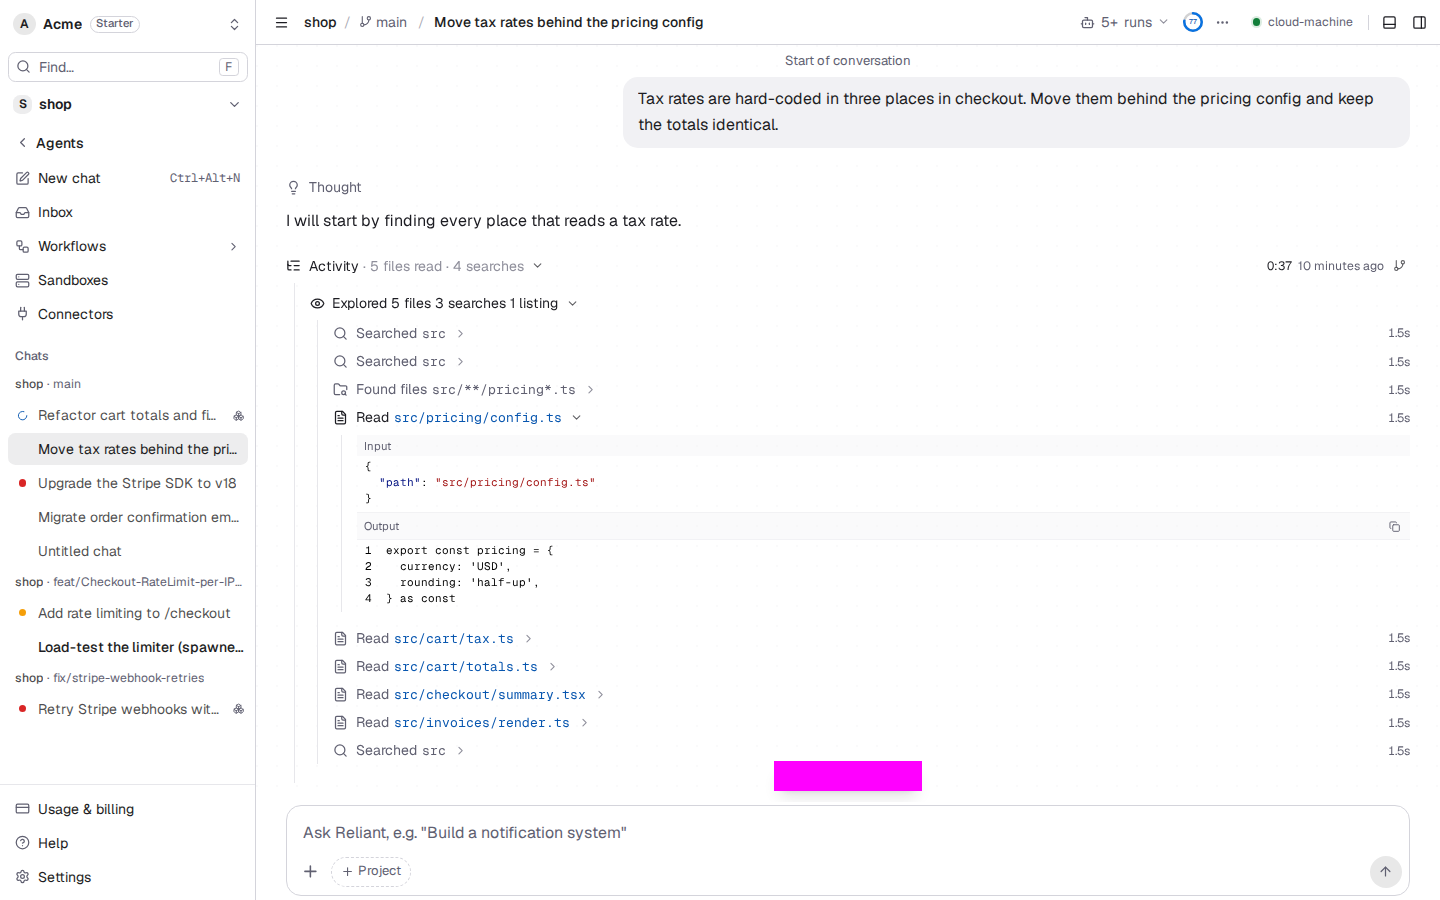 A Acme Starter
Find... F
S shop
Agents
New chat Ctrl+Alt+N
Inbox
Workflows
Sandboxes
Connectors
Chats
shop · main
Refactor cart totals and fi...
Move tax rates behind the pri...
Upgrade the Stripe SDK to v18
Migrate order confirmation em...
Untitled chat
shop · feat/Checkout-RateLimit-per-IP...
Add rate limiting to /checkout
Load-test the limiter (spawne...
shop · fix/stripe-webhook-retries
Retry Stripe webhooks wit...
Usage & billing
Help
Settings
shop / main / Move tax rates behind the pricing config
5+ runs 77 cloud-machine
Start of conversation
Tax rates are hard-coded in three places in checkout. Move them behind the pricing config and keep
the totals identical.
Thought
I will start by finding every place that reads a tax rate.
Activity · 5 files read · 4 searches 0:37 10 minutes ago
Explored 5 files 3 searches 1 listing
Searched src 1.5s
Searched src 1.5s
Found files src/**/pricing*.ts 1.5s
Read src/pricing/config.ts 1.5s
Input
{
"path": "src/pricing/config.ts"
}
Output
1 export const pricing = {
2 currency: 'USD',
3 rounding: 'half-up',
4 } as const
Read src/cart/tax.ts 1.5s
Read src/cart/totals.ts 1.5s
Read src/checkout/summary.tsx 1.5s
Read src/invoices/render.ts 1.5s
Searched src 1.5s
Ask Reliant, e.g. "Build a notification system"
+ Project